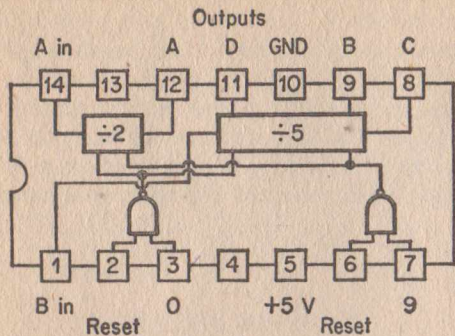 Outputs
A in A D GND B C
14 13 12 11 10 9 8
÷2 ÷5
1 2 3 4 5 6 7
B in 0 +5 V 9
Reset Reset